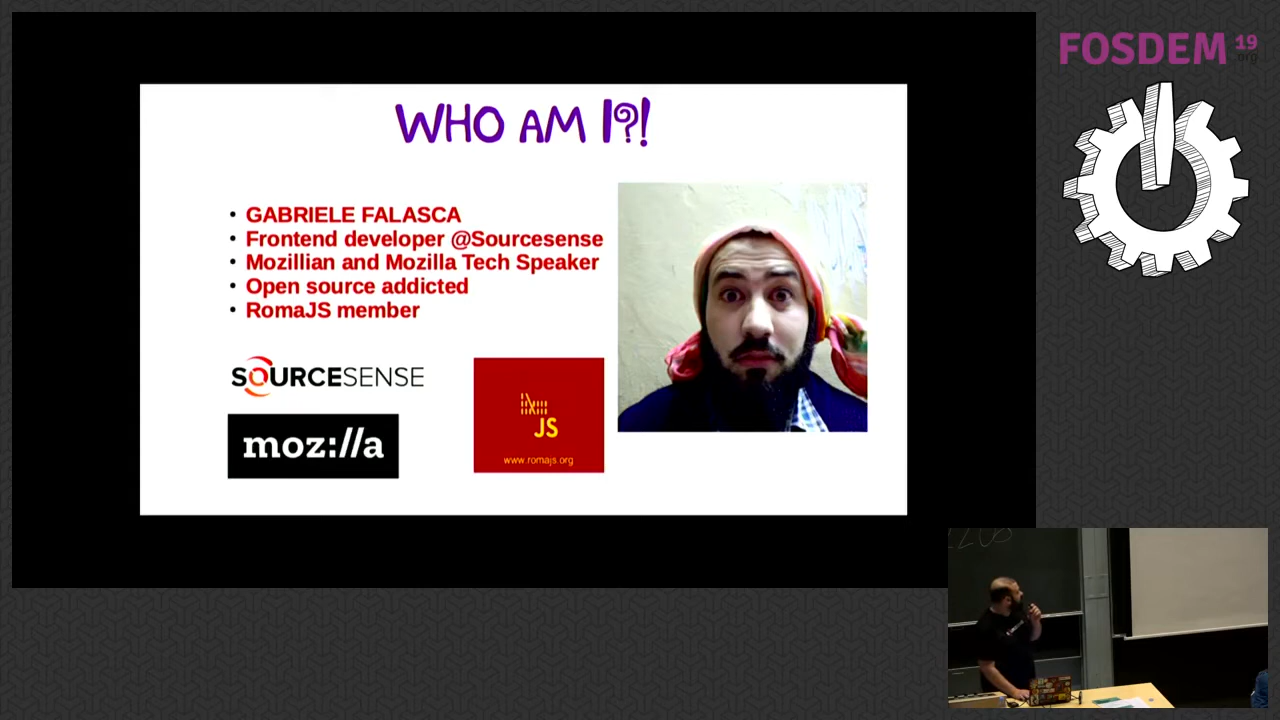 FOSDEM 19
.org
WHO AM I?!
GABRIELE FALASCA
Frontend developer @Sourcesense
Mozillian and Mozilla Tech Speaker
Open source addicted
RomaJS member
SOURCESENSE
moz://a
JS
www.romajs.org